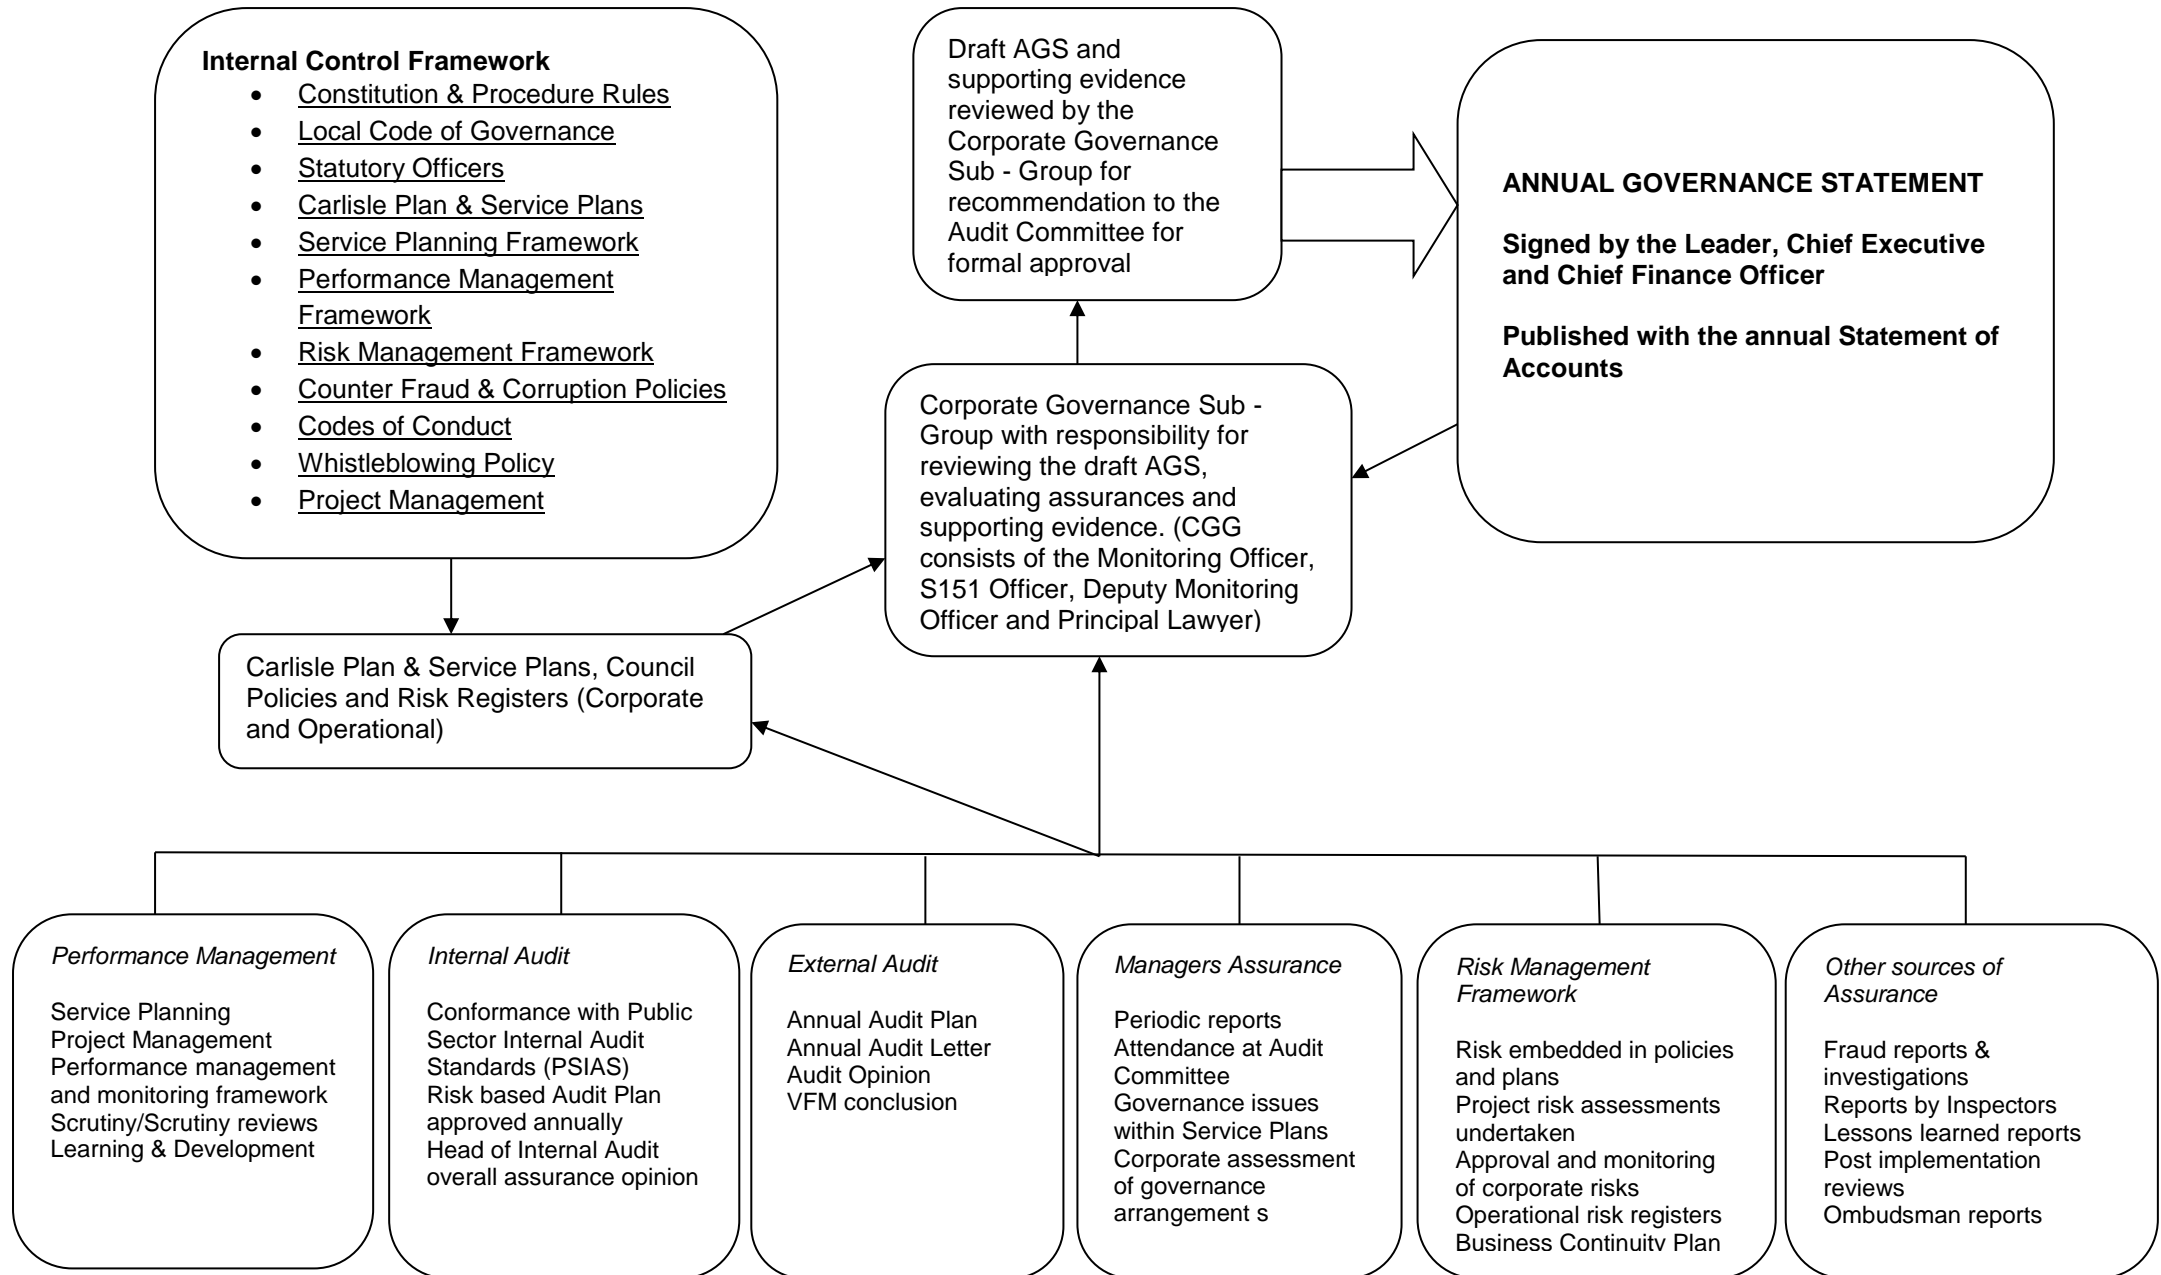 Internal Control Framework
• Constitution & Procedure Rules
• Local Code of Governance
• Statutory Officers
• Carlisle Plan & Service Plans
• Service Planning Framework
• Performance Management
Framework
• Risk Management Framework
• Counter Fraud & Corruption Policies
• Codes of Conduct
• Whistleblowing Policy
• Project Management
Draft AGS and
supporting evidence
reviewed by the
Corporate Governance
Sub - Group for
recommendation to the
Audit Committee for
formal approval
ANNUAL GOVERNANCE STATEMENT
Signed by the Leader, Chief Executive
and Chief Finance Officer
Published with the annual Statement of
Accounts
Corporate Governance Sub -
Group with responsibility for
reviewing the draft AGS,
evaluating assurances and
supporting evidence. (CGG
consists of the Monitoring Officer,
S151 Officer, Deputy Monitoring
Officer and Principal Lawyer)
Carlisle Plan & Service Plans, Council
Policies and Risk Registers (Corporate
and Operational)
Performance Management
Service Planning
Project Management
Performance management
and monitoring framework
Scrutiny/Scrutiny reviews
Learning & Development
Internal Audit
Conformance with Public
Sector Internal Audit
Standards (PSIAS)
Risk based Audit Plan
approved annually
Head of Internal Audit
overall assurance opinion
External Audit
Annual Audit Plan
Annual Audit Letter
Audit Opinion
VFM conclusion
Managers Assurance
Periodic reports
Attendance at Audit
Committee
Governance issues
within Service Plans
Corporate assessment
of governance
arrangement s
Risk Management
Framework
Risk embedded in policies
and plans
Project risk assessments
undertaken
Approval and monitoring
of corporate risks
Operational risk registers
Business Continuity Plan
Other sources of
Assurance
Fraud reports &
investigations
Reports by Inspectors
Lessons learned reports
Post implementation
reviews
Ombudsman reports